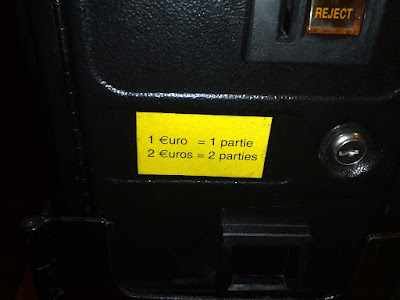 REJECT
1 €uro = 1 partie
2 €uros = 2 parties